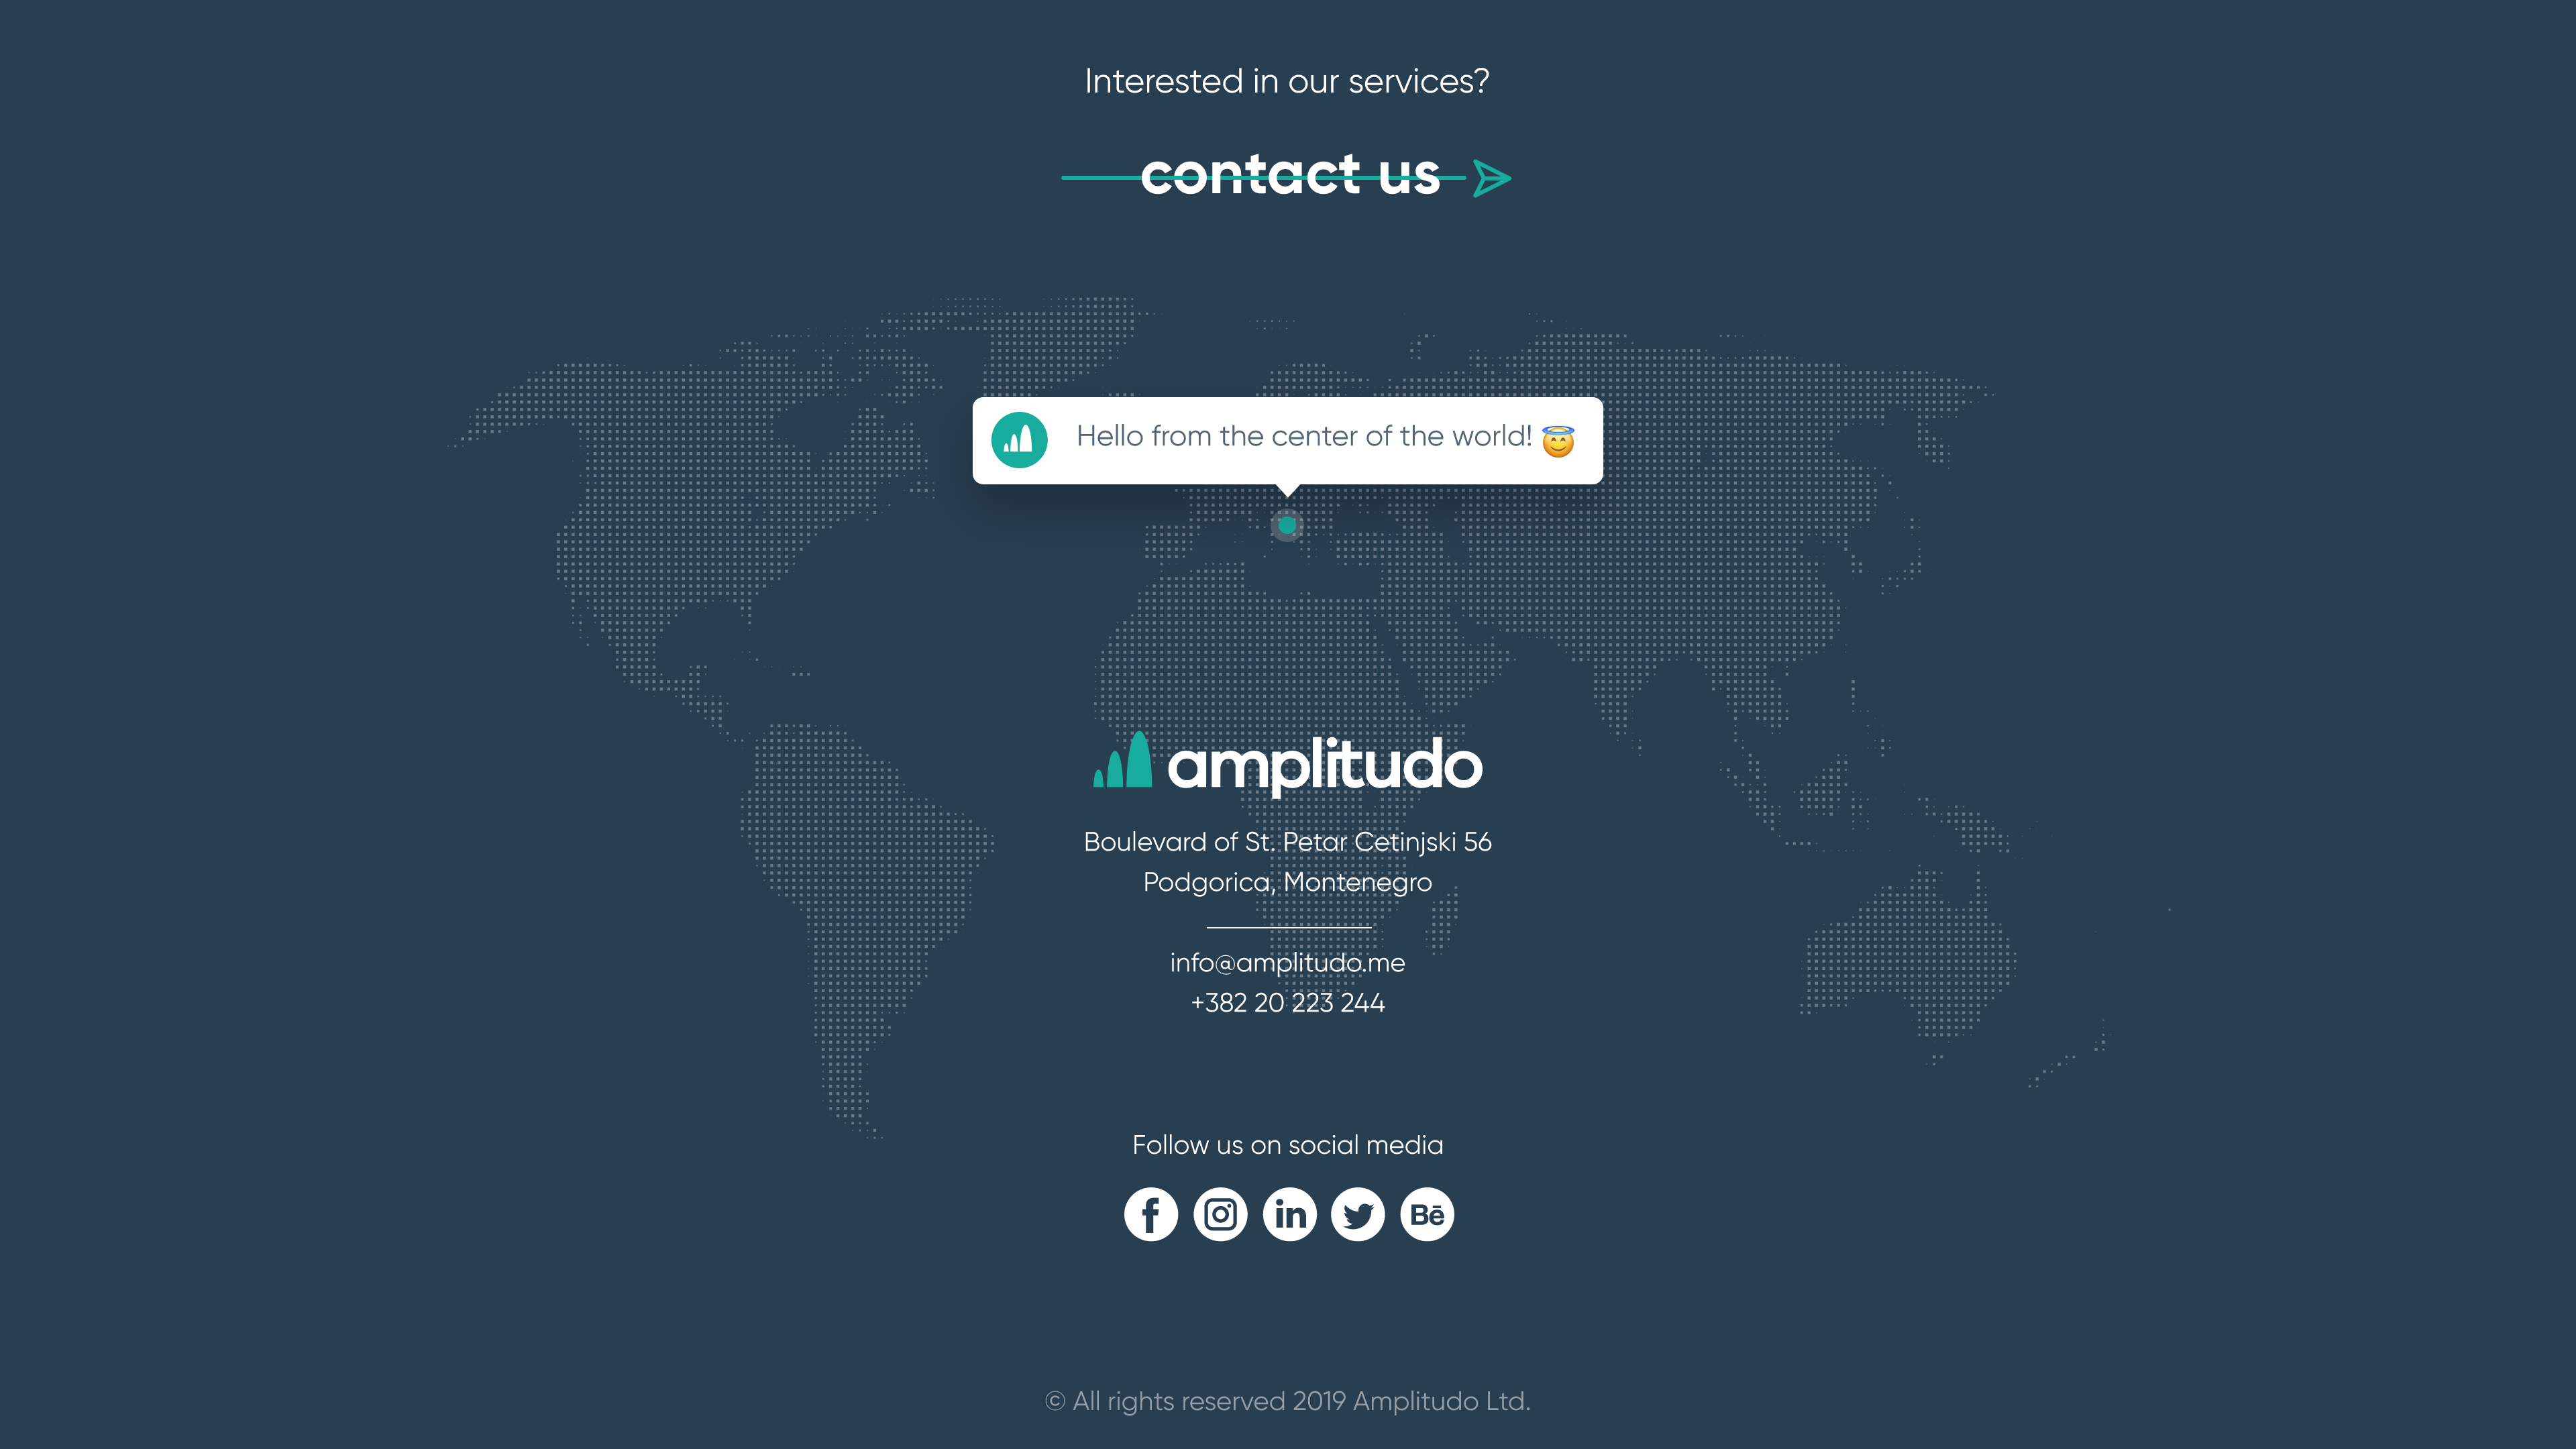 Interested in our services?
contact us
Hello from the center of the world! 😇
amplitudo
Boulevard of St. Petar Cetinjski 56
Podgorica, Montenegro
info@amplitudo.me
+382 20 223 244
Follow us on social media
f in Bē
© All rights reserved 2019 Amplitudo Ltd.